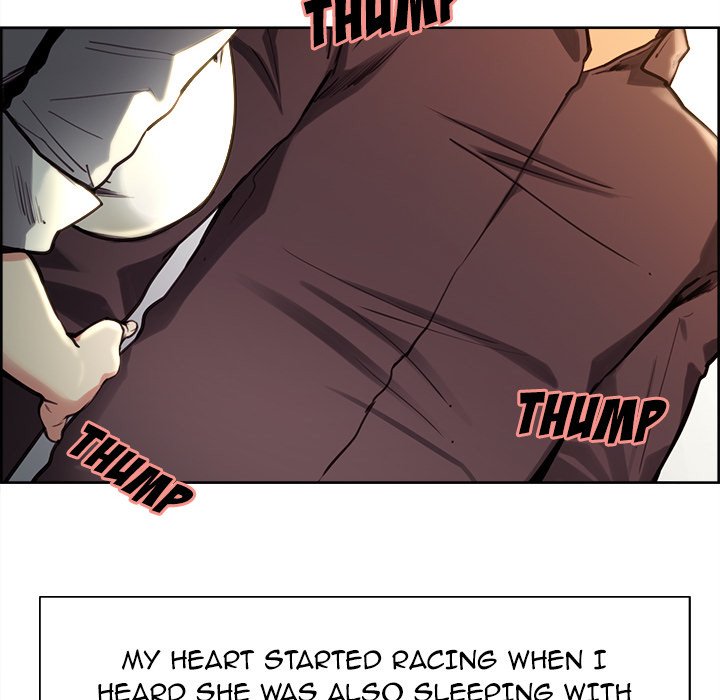 THUMP
THUMP
THUMP
MY HEART STARTED RACING WHEN I
HEARD SHE WAS ALSO SLEEPING WITH